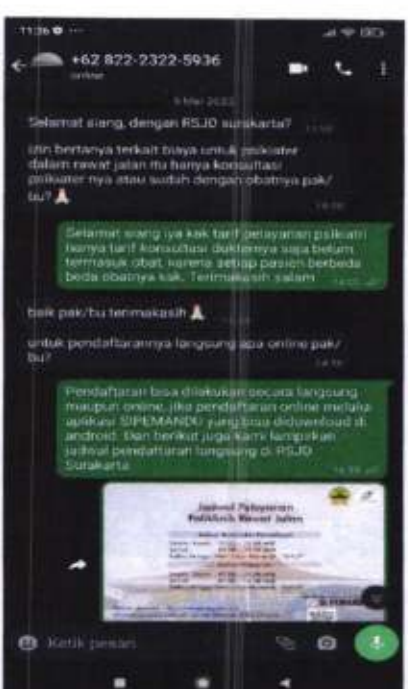 11:36
+62 822-2322-5936
online
9 Mei 2023
Selamat siang, dengan RSJD surakarta?
izin bertanya terkait biaya untuk psikiater
dalam rawat jalan itu hanya konsultasi
psikiater nya atau sudah dengan obatnya pak/
bu?
Selamat siang iya kak tarif pelayanan psikiatri
hanya tarif konsultasi dokternya saja belum
termasuk obat, karena setiap pasien berbeda
beda obatnya kak. Terimakasih salam
baik pak/bu terimakasih
untuk pendaftarannya langsung apa online pak/
bu?
Pendaftaran bisa dilakukan secara langsung
maupun online, jika pendaftaran online melalui
aplikasi SIPEMANDU yang bisa didownload di
android. Dan berikut juga kami lampirkan
jadwal pendaftaran langsung di RSJD
Surakarta
Jadwal Pelayanan
Poliklinik Rawat Jalan
Ketik pesan